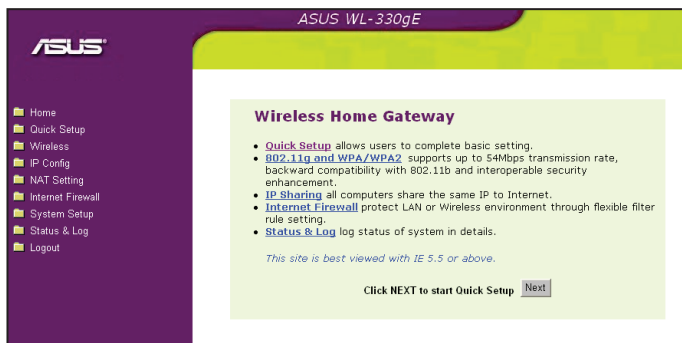 ASUS WL-330gE
ASUS
Home
Quick Setup
Wireless
IP Config
NAT Setting
Internet Firewall
System Setup
Status & Log
Logout
Wireless Home Gateway
Quick Setup allows users to complete basic setting.
802.11g and WPA/WPA2 supports up to 54Mbps transmission rate,
backward compatibility with 802.11b and interoperable security
enhancement.
IP Sharing all computers share the same IP to Internet.
Internet Firewall protect LAN or Wireless environment through flexible filter
rule setting.
Status & Log log status of system in details.
This site is best viewed with IE 5.5 or above.
Click NEXT to start Quick Setup Next